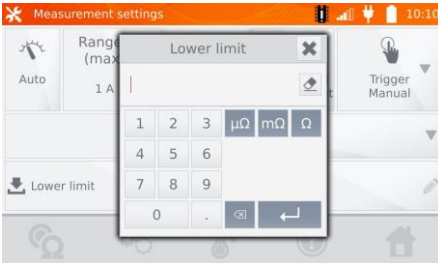 Measurement settings 10:10
Range
(max
Auto
1 A
Trigger
Manual
Lower limit
1 2 3 μΩ mΩ Ω
4 5 6
7 8 9
0 .
Lower limit